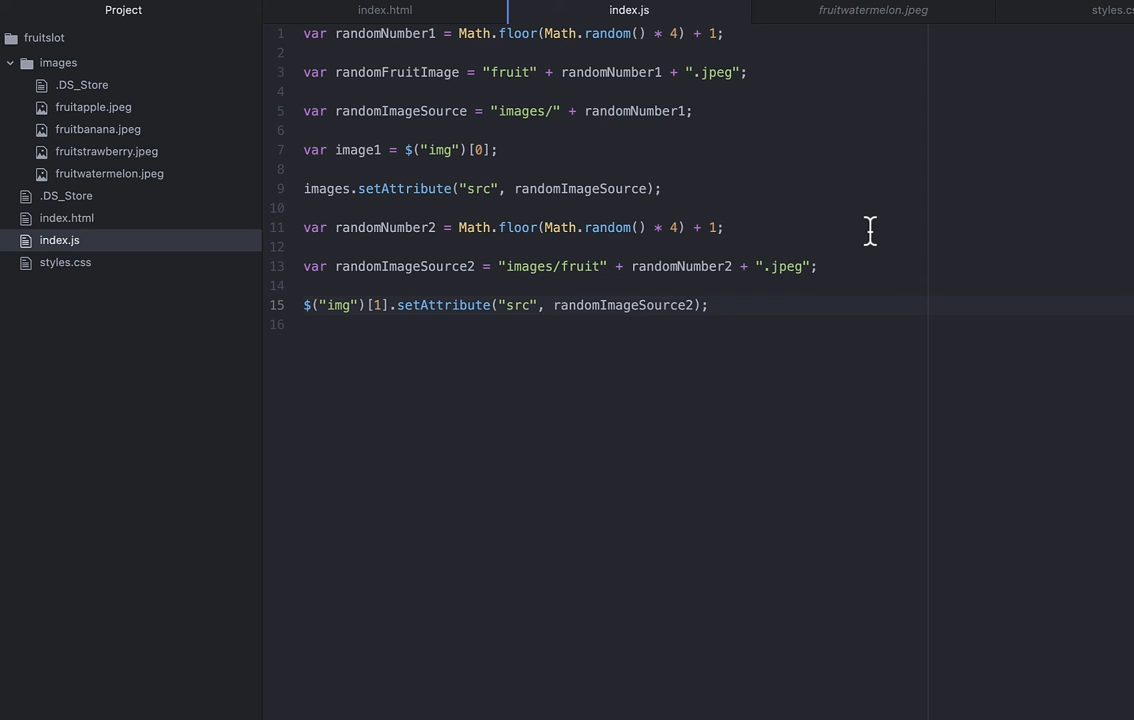 Project
index.html
index.js
fruitwatermelon.jpeg
styles.cs
fruitslot
images
.DS_Store
fruitapple.jpeg
fruitbanana.jpeg
fruitstrawberry.jpeg
fruitwatermelon.jpeg
.DS_Store
index.html
index.js
styles.css
1 var randomNumber1 = Math.floor(Math.random() * 4) + 1;
2
3 var randomFruitImage = "fruit" + randomNumber1 + ".jpeg";
4
5 var randomImageSource = "images/" + randomNumber1;
6
7 var image1 = $("img")[0];
8
9 images.setAttribute("src", randomImageSource);
10
11 var randomNumber2 = Math.floor(Math.random() * 4) + 1;
12
13 var randomImageSource2 = "images/fruit" + randomNumber2 + ".jpeg";
14
15 $("img")[1].setAttribute("src", randomImageSource2);
16